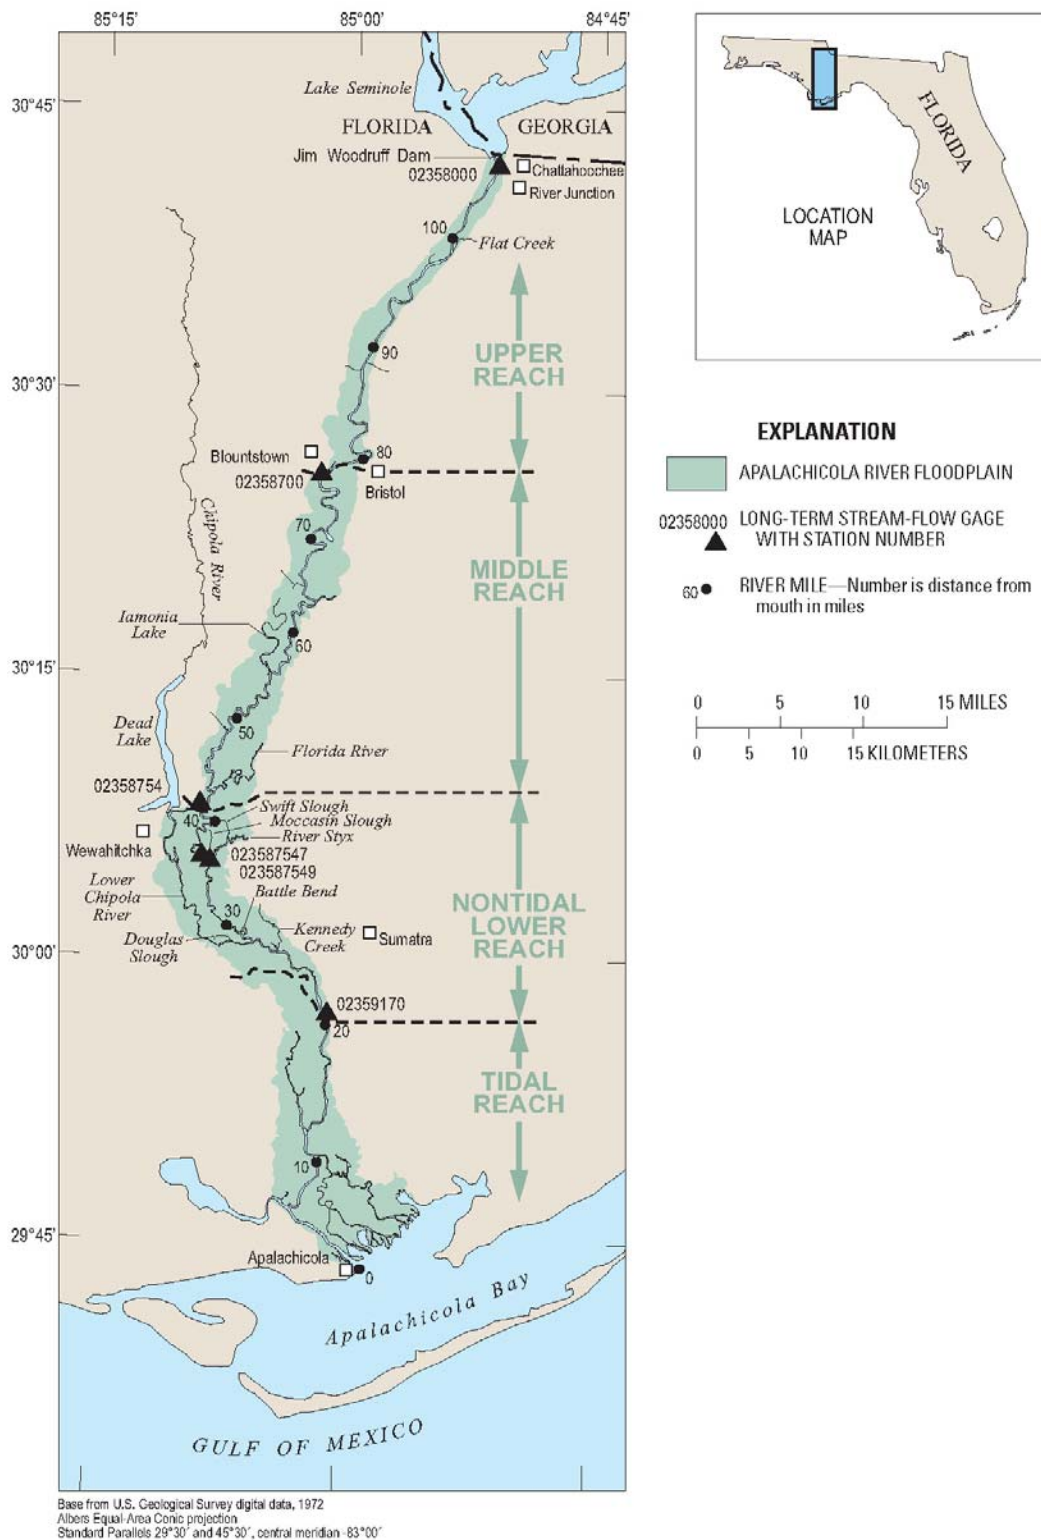 85°15'
85°00'
84°45'
30°45'
30°30'
30°15'
30°00'
29°45'
Lake Seminole
FLORIDA
GEORGIA
Jim Woodruff Dam
02358000
Chattahoochee
River Junction
100
Flat Creek
90
UPPER
REACH
80
Blountstown
02358700
Bristol
Chipola River
70
MIDDLE
REACH
Iamonia
Lake
60
50
Dead
Lake
Florida River
02358754
40
Swift Slough
Moccasin Slough
River Styx
Wewahitchka
023587547
023587549
Lower
Chipola
River
Battle Bend
30
NONTIDAL
LOWER
REACH
Kennedy
Creek
Sumatra
Douglas
Slough
02359170
20
TIDAL
REACH
10
Apalachicola
0
Apalachicola Bay
GULF OF MEXICO
Base from U.S. Geological Survey digital data, 1972
Albers Equal-Area Conic projection
Standard Parallels 29°30' and 45°30', central meridian -83°00'
FLORIDA
LOCATION
MAP
EXPLANATION
APALACHICOLA RIVER FLOODPLAIN
02358000 LONG-TERM STREAM-FLOW GAGE
WITH STATION NUMBER
60 RIVER MILE—Number is distance from
mouth in miles
0 5 10 15 MILES
0 5 10 15 KILOMETERS